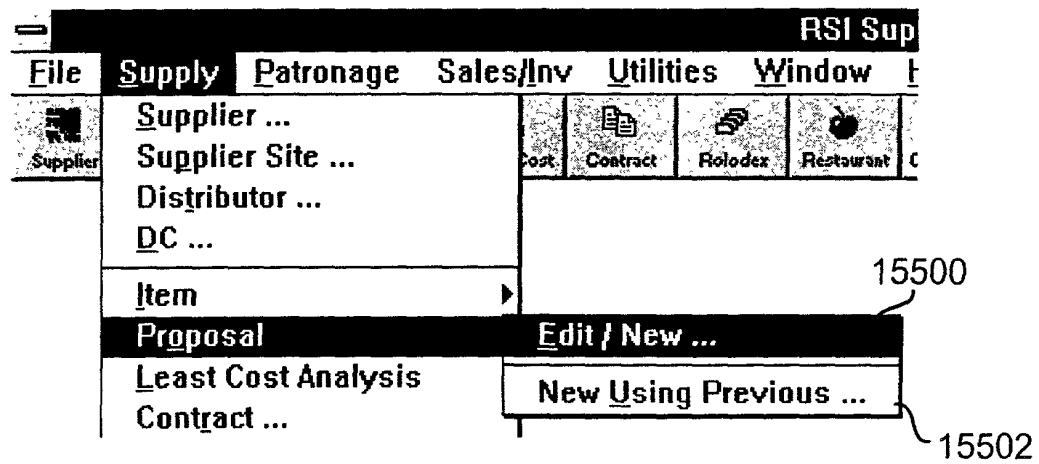 RSI Sup
File Supply Patronage Sales/Inv Utilities Window H
Supplier Cost Contract Rolodex Restaurant
Supplier ...
Supplier Site ...
Distributor ...
DC ...
Item
Proposal
Least Cost Analysis
Contract ...
Edit / New ...
New Using Previous ...
15500
15502